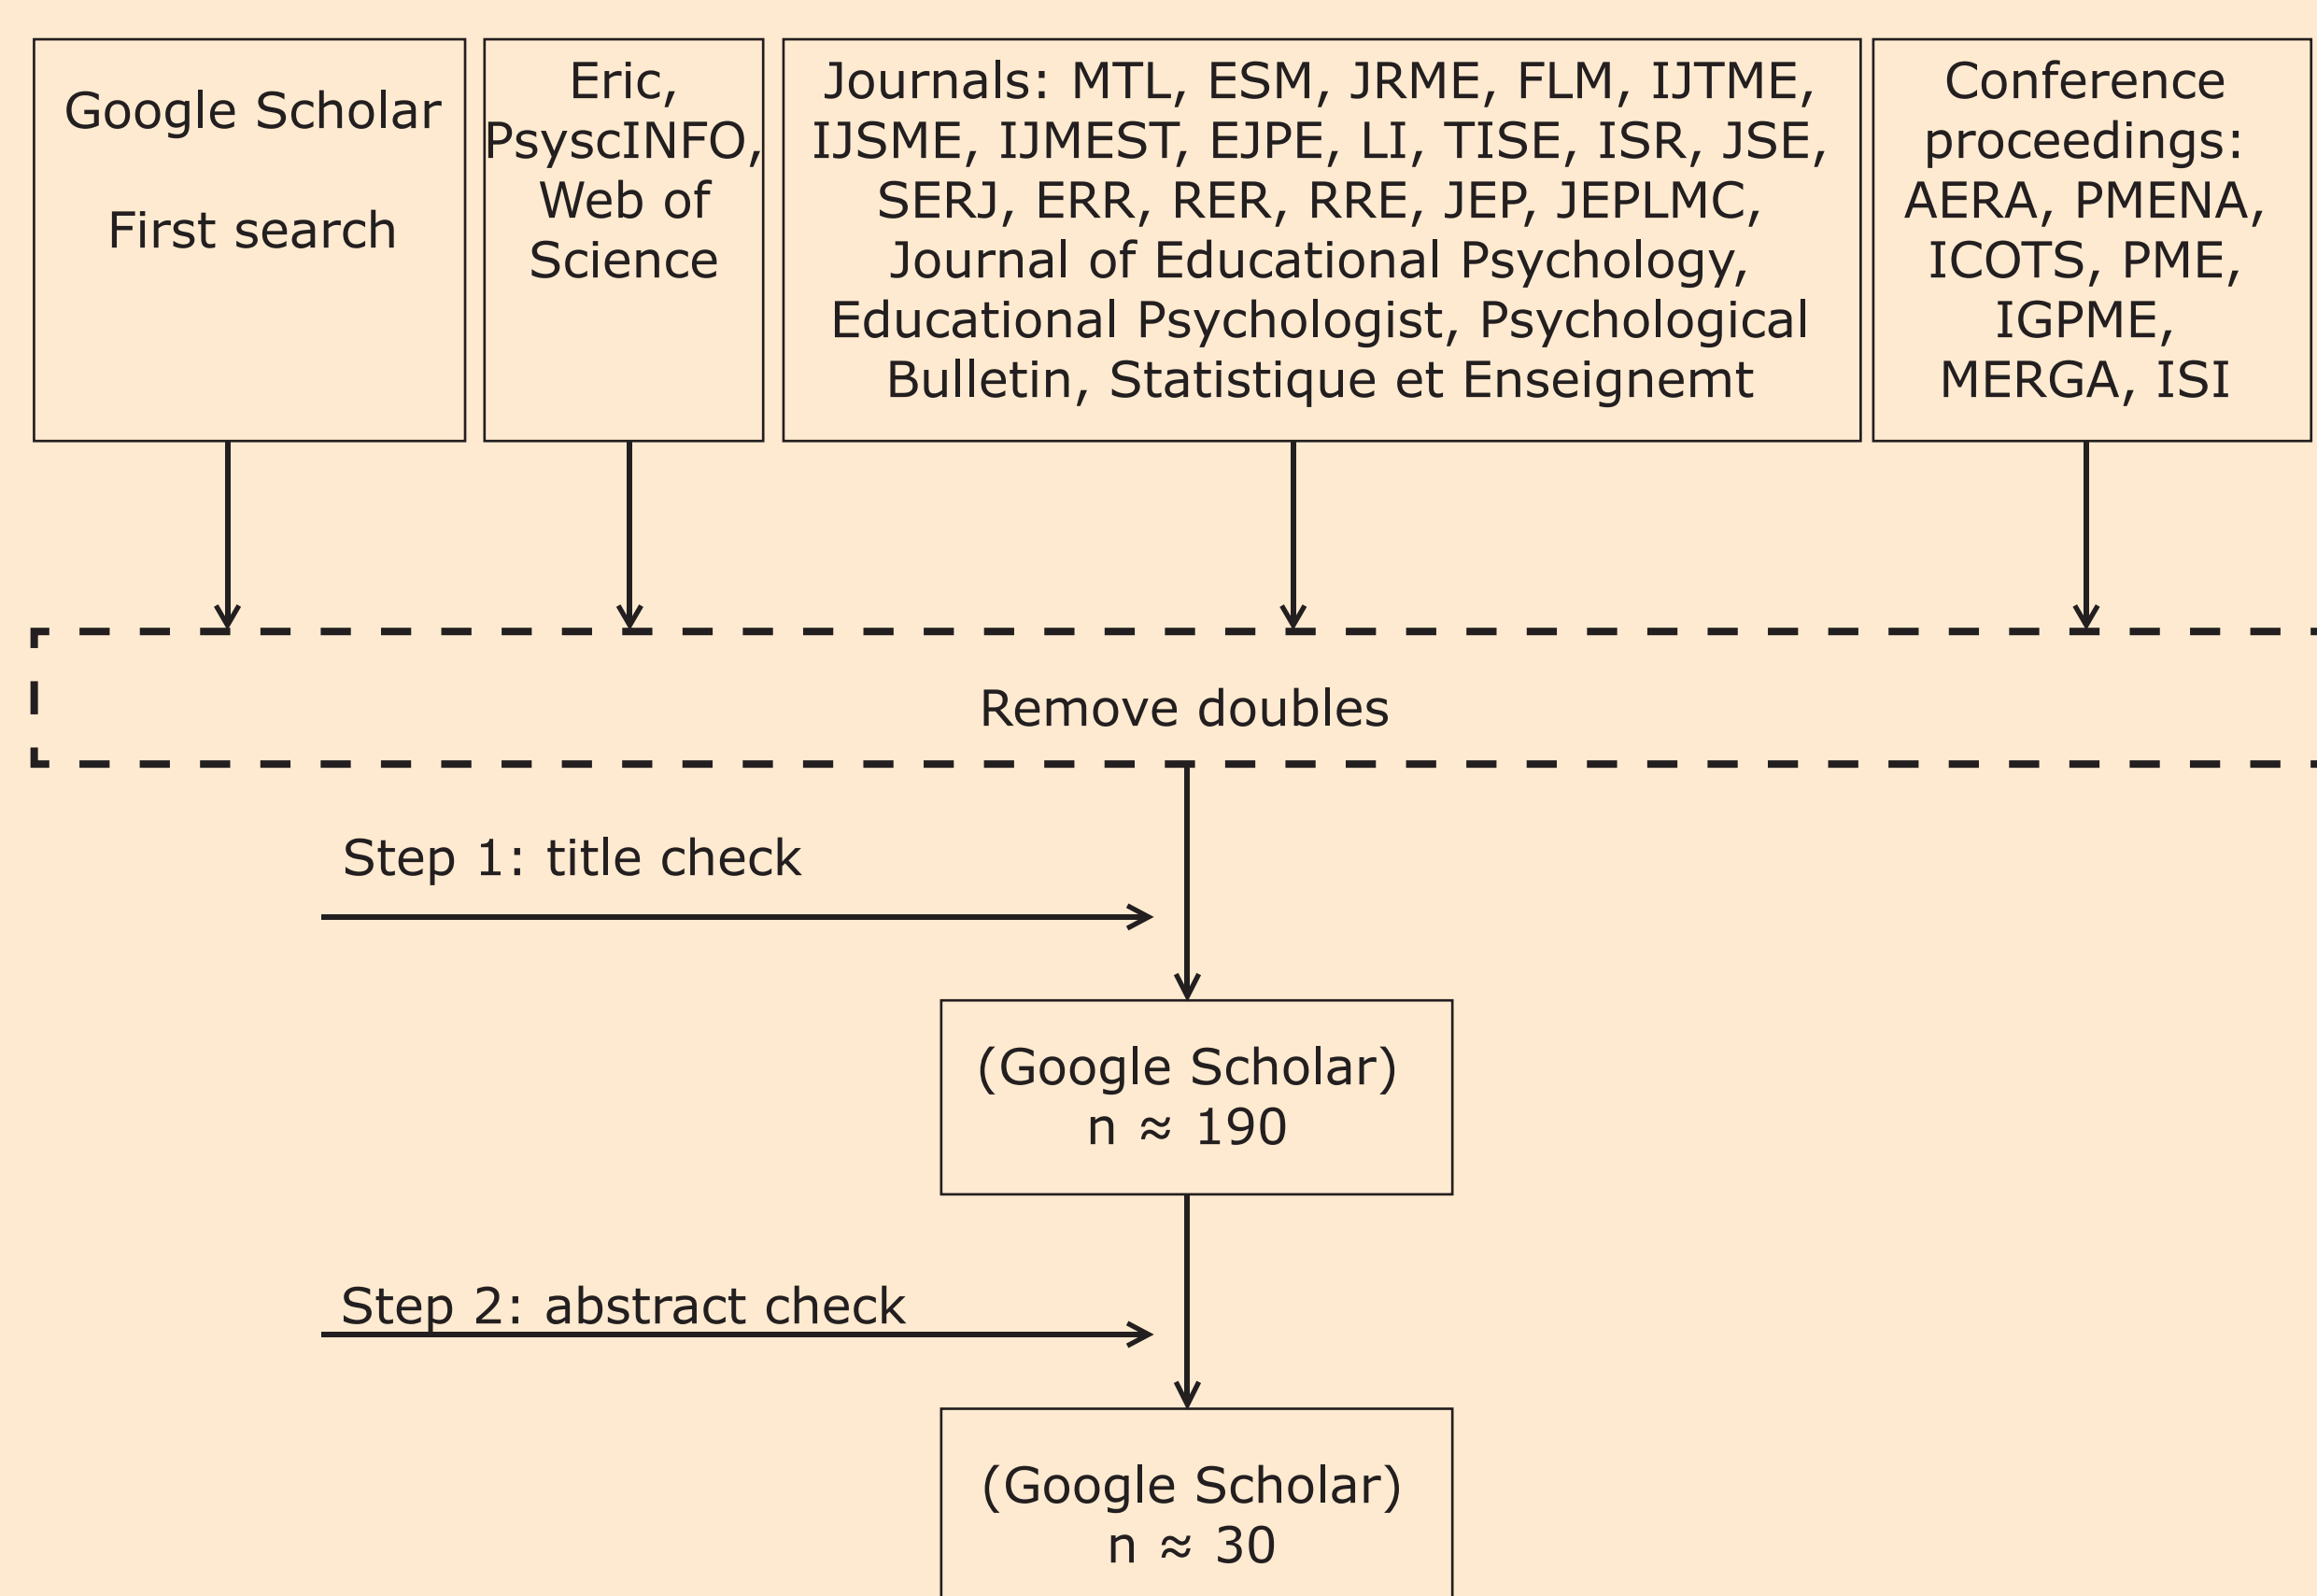 Google Scholar
First search
Eric,
PsyscINFO,
Web of
Science
Journals: MTL, ESM, JRME, FLM, IJTME,
IJSME, IJMEST, EJPE, LI, TISE, ISR, JSE,
SERJ, ERR, RER, RRE, JEP, JEPLMC,
Journal of Educational Psychology,
Educational Psychologist, Psychological
Bulletin, Statistique et Enseignemt
Conference
proceedings:
AERA, PMENA,
ICOTS, PME,
IGPME,
MERGA, ISI
Remove doubles
Step 1: title check
(Google Scholar)
n ≈ 190
Step 2: abstract check
(Google Scholar)
n ≈ 30